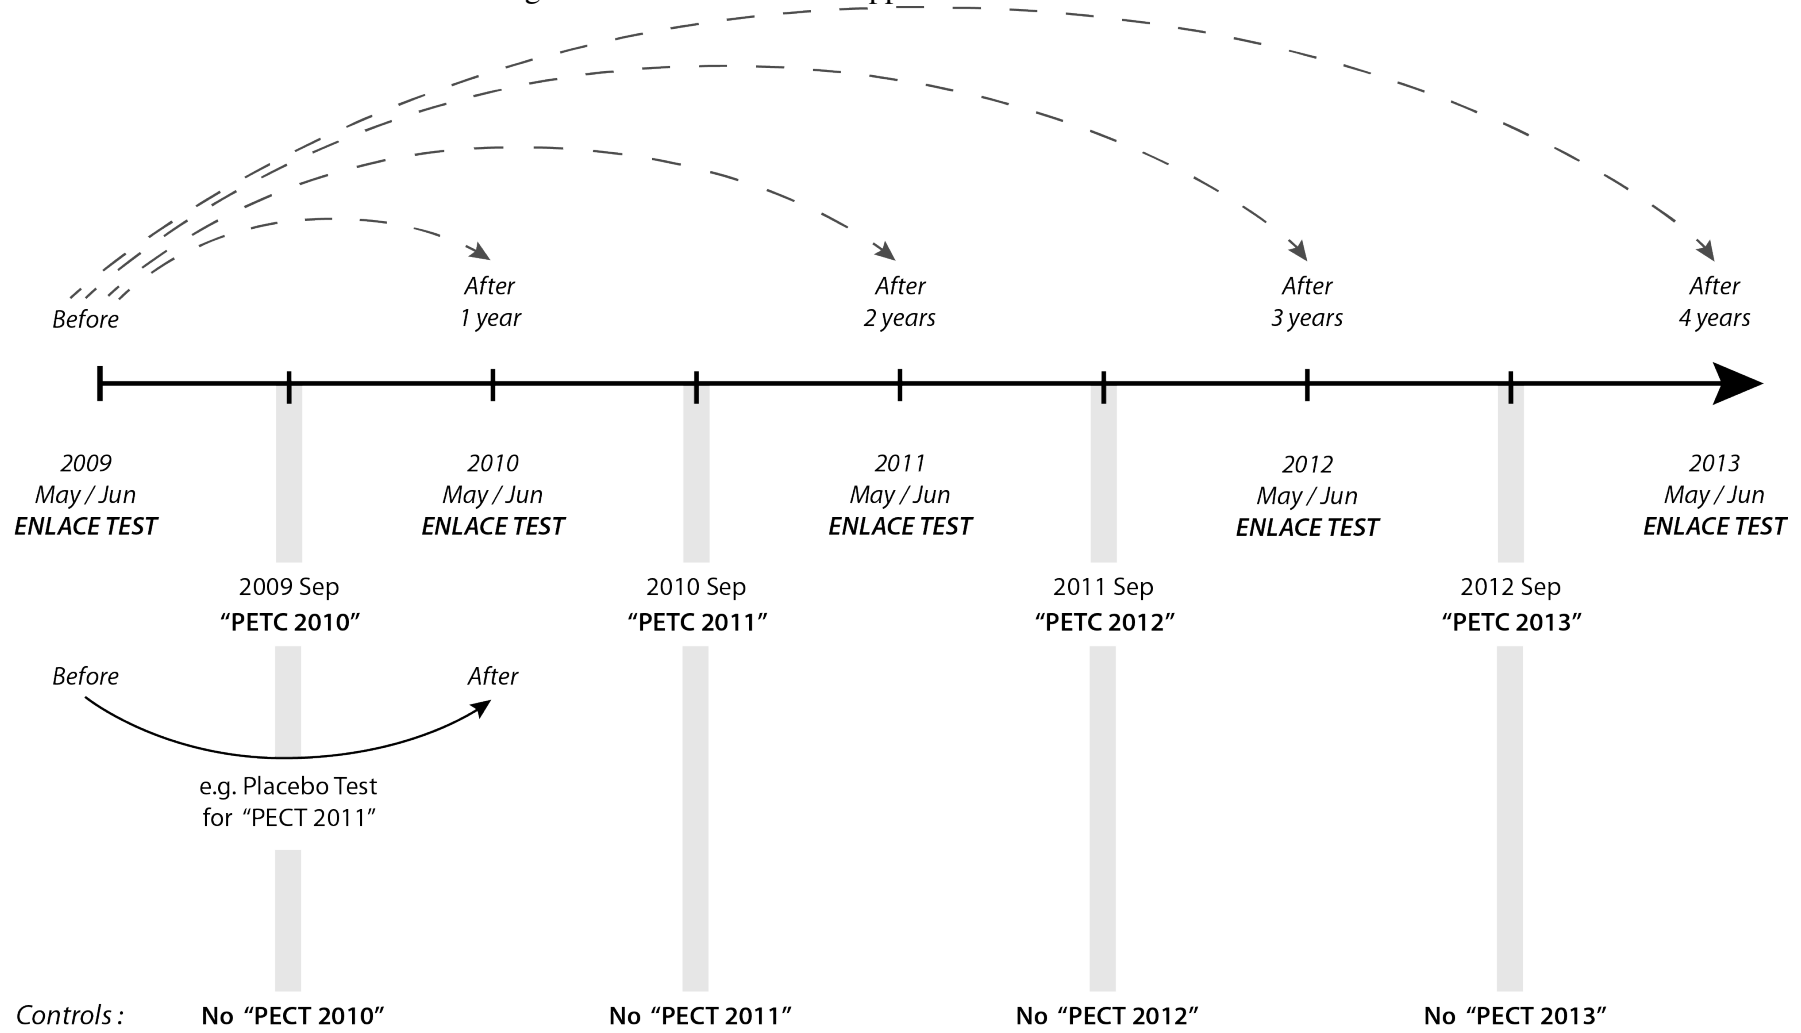 After
After
After
After
Before
1 year
2 years
3 years
4 years
2009
2010
2011
2012
2013
May / Jun
May / Jun
May / Jun
May / Jun
May / Jun
ENLACE TEST
ENLACE TEST
ENLACE TEST
ENLACE TEST
ENLACE TEST
2009 Sep
2010 Sep
2011 Sep
2012 Sep
“PETC 2010”
“PETC 2011”
“PETC 2012”
“PETC 2013”
Before
After
e.g. Placebo Test
for “PECT 2011”
Controls :
No “PECT 2010”
No “PECT 2011”
No “PECT 2012”
No “PECT 2013”